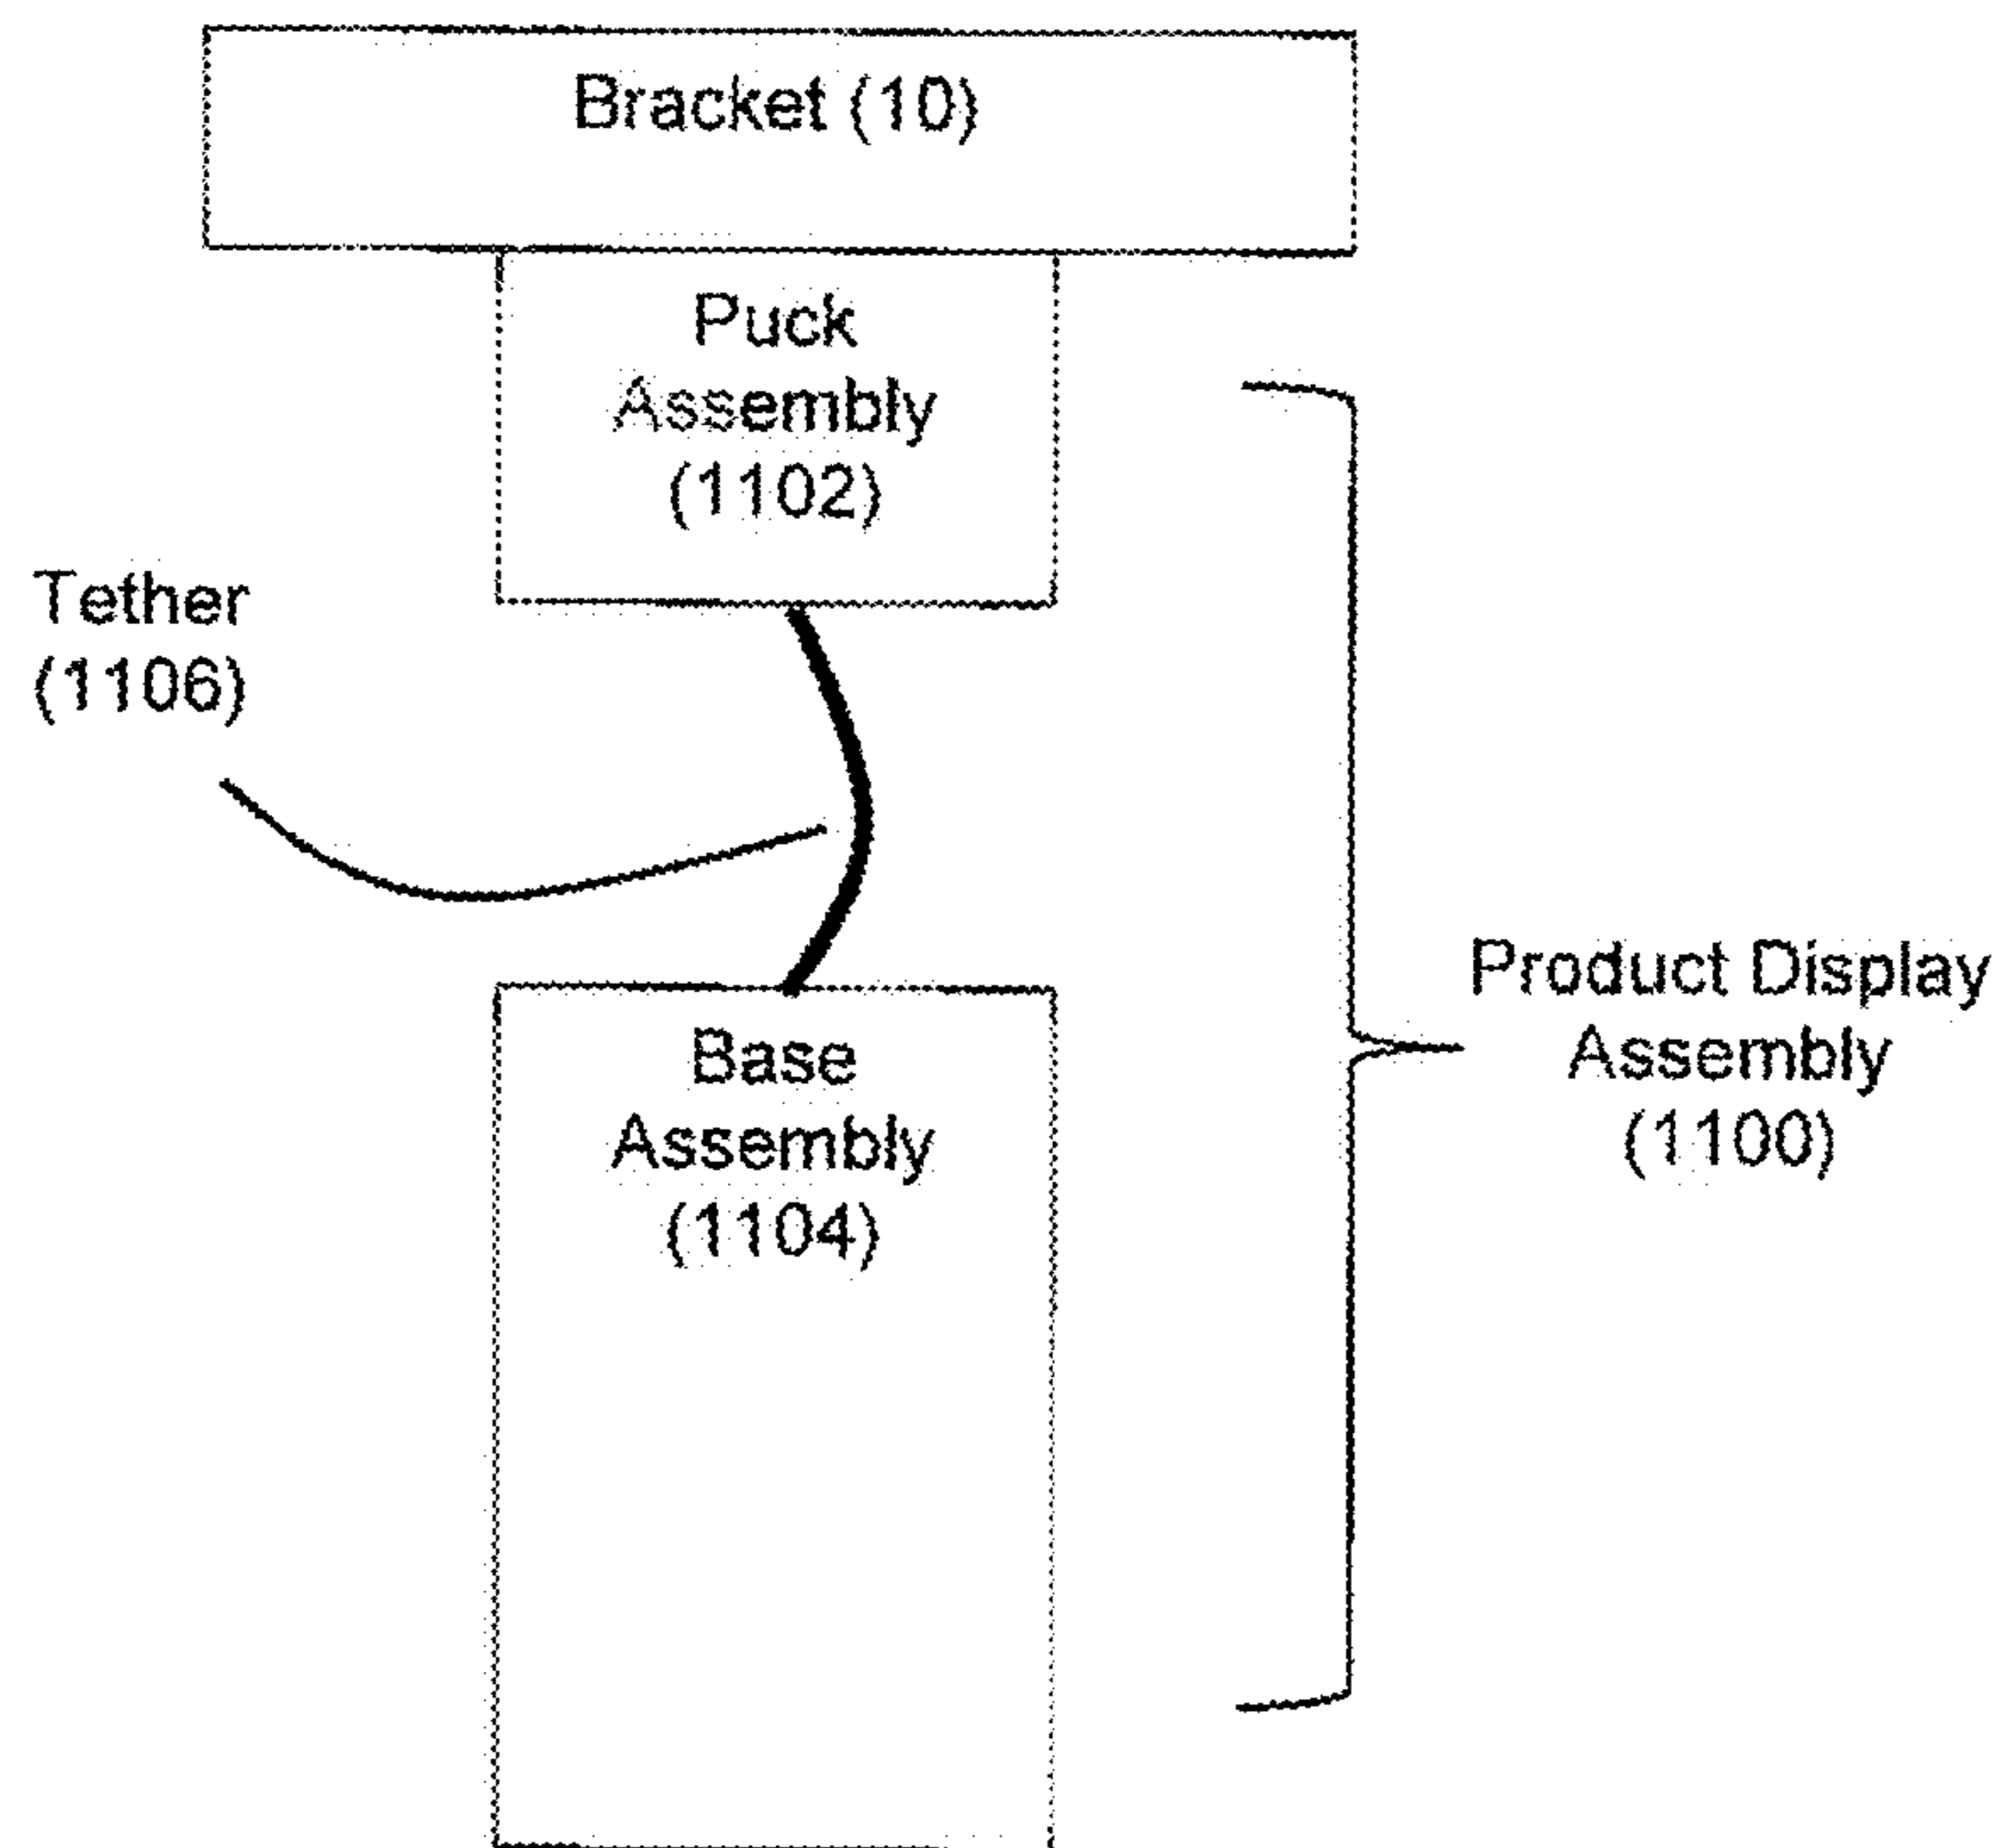 Bracket (10)
Puck
Assembly
(1102)
Tether
(1106)
Product Display
Assembly
(1100)
Base
Assembly
(1104)